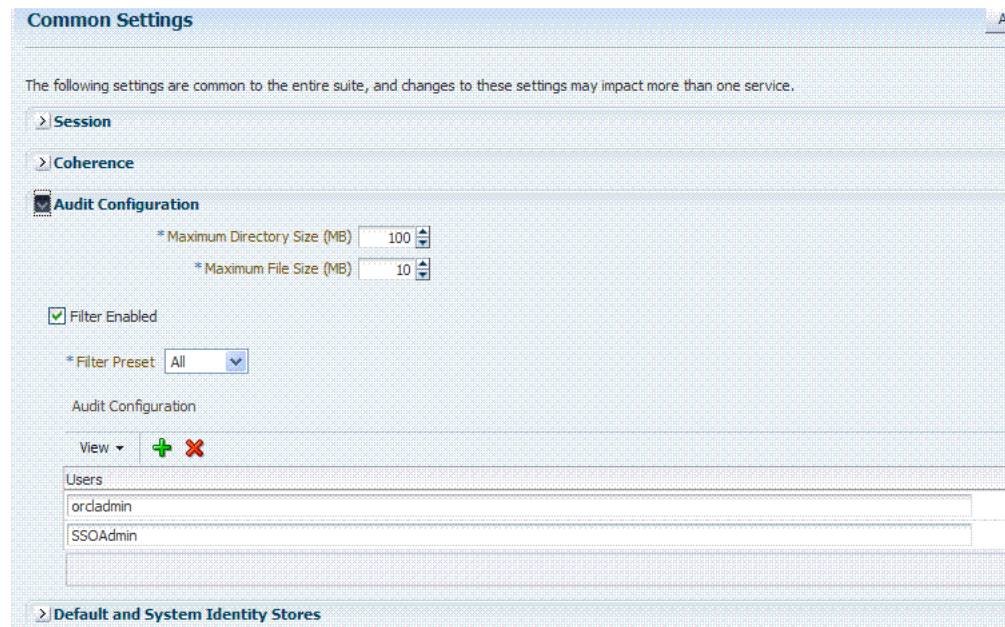 Common Settings
A
The following settings are common to the entire suite, and changes to these settings may impact more than one service.
Session
Coherence
Audit Configuration
* Maximum Directory Size (MB) 100
* Maximum File Size (MB) 10
Filter Enabled
* Filter Preset All
Audit Configuration
View
Users
orcladmin
SSOAdmin
Default and System Identity Stores